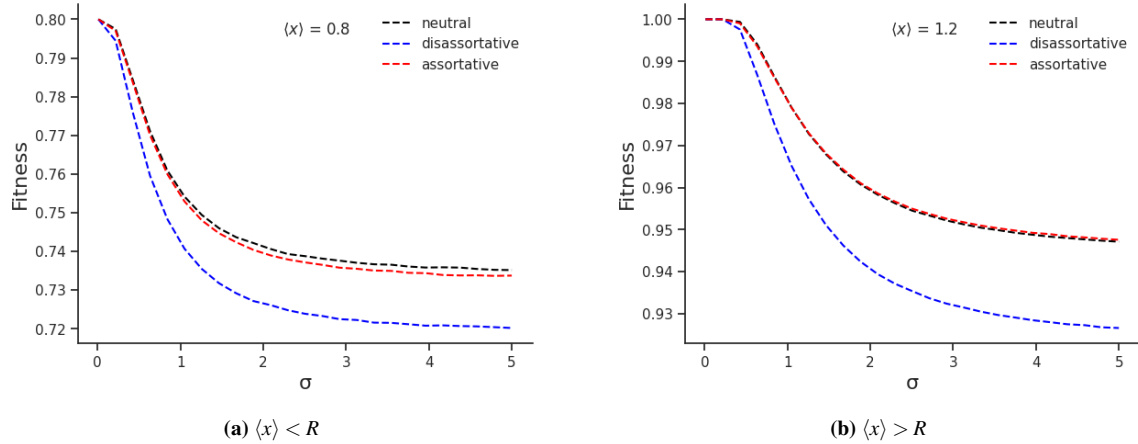 0.80
0.79
0.78
0.77
0.76
0.75
0.74
0.73
0.72
Fitness
⟨x⟩ = 0.8
neutral
disassortative
assortative
0 1 2 3 4 5
σ
(a) ⟨x⟩ < R
1.00
0.99
0.98
0.97
0.96
0.95
0.94
0.93
Fitness
⟨x⟩ = 1.2
neutral
disassortative
assortative
0 1 2 3 4 5
σ
(b) ⟨x⟩ > R